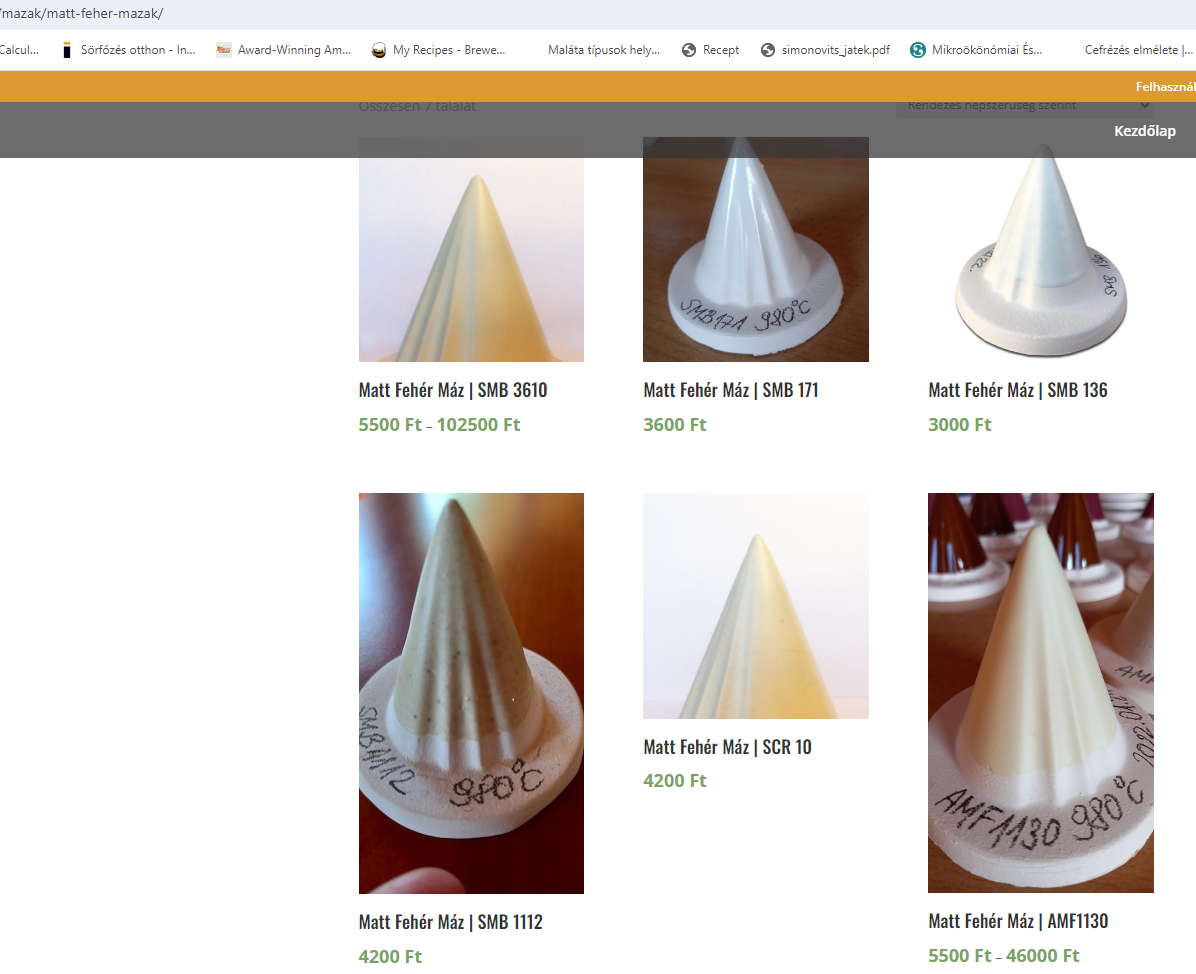 /mazak/matt-feher-mazak/
Calcul... Sörfőzés otthon - In... Award-Winning Am... My Recipes - Brewe... Maláta típusok hely... Recept simonovits_jatek.pdf Mikroökönómiai És... Cefrézés elmélete |...
Felhasznál
Összesen 7 találat Rendezés népszerűség szerint
Kezdőlap
SMB171 980°C
SMB 136
Matt Fehér Máz | SMB 3610
5500 Ft – 102500 Ft
Matt Fehér Máz | SMB 171
3600 Ft
Matt Fehér Máz | SMB 136
3000 Ft
SMB1112 980°C
AMF1130 980°C
Matt Fehér Máz | SMB 1112
4200 Ft
Matt Fehér Máz | SCR 10
4200 Ft
Matt Fehér Máz | AMF1130
5500 Ft – 46000 Ft